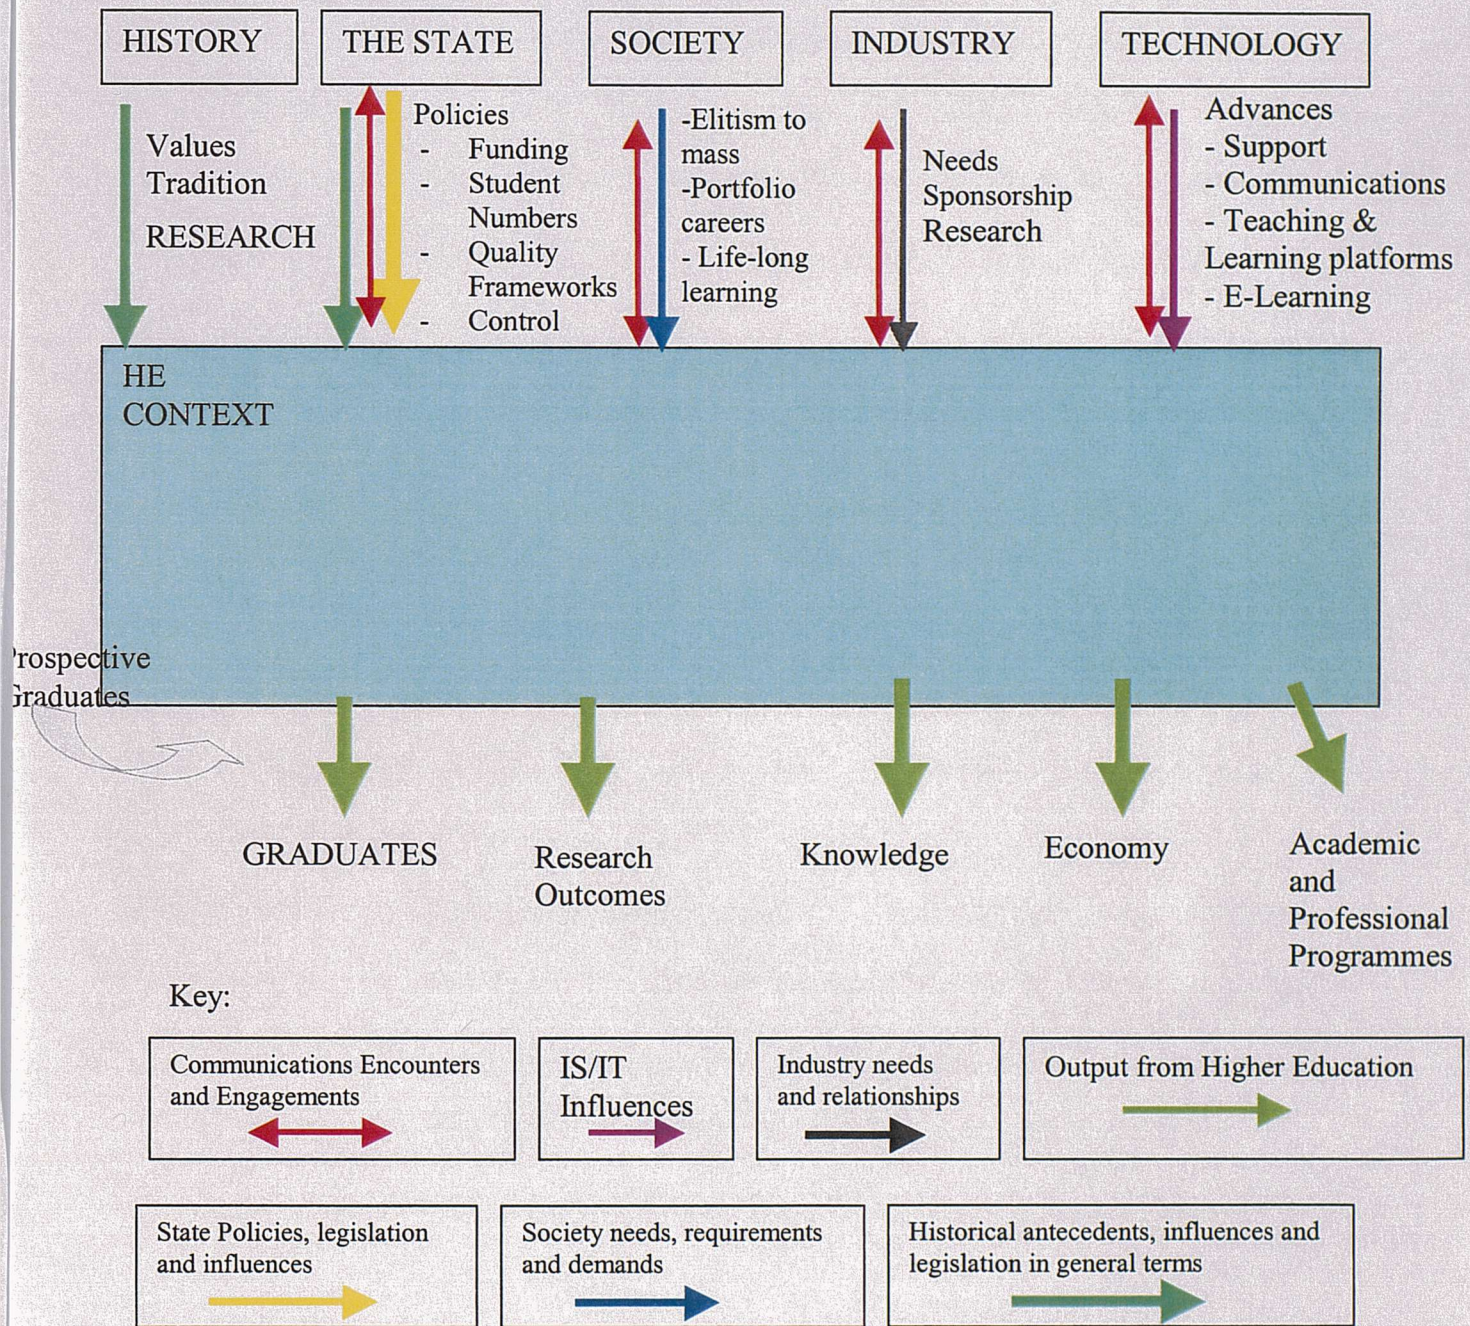 HISTORY
THE STATE
SOCIETY
INDUSTRY
TECHNOLOGY
Values
Tradition
RESEARCH
Policies
- Funding
- Student
Numbers
- Quality
Frameworks
- Control
-Elitism to
mass
-Portfolio
careers
- Life-long
learning
Needs
Sponsorship
Research
Advances
- Support
- Communications
- Teaching &
Learning platforms
- E-Learning
HE
CONTEXT
rospective
raduates
GRADUATES
Research
Outcomes
Knowledge
Economy
Academic
and
Professional
Programmes
Key:
Communications Encounters
and Engagements
IS/IT
Influences
Industry needs
and relationships
Output from Higher Education
State Policies, legislation
and influences
Society needs, requirements
and demands
Historical antecedents, influences and
legislation in general terms